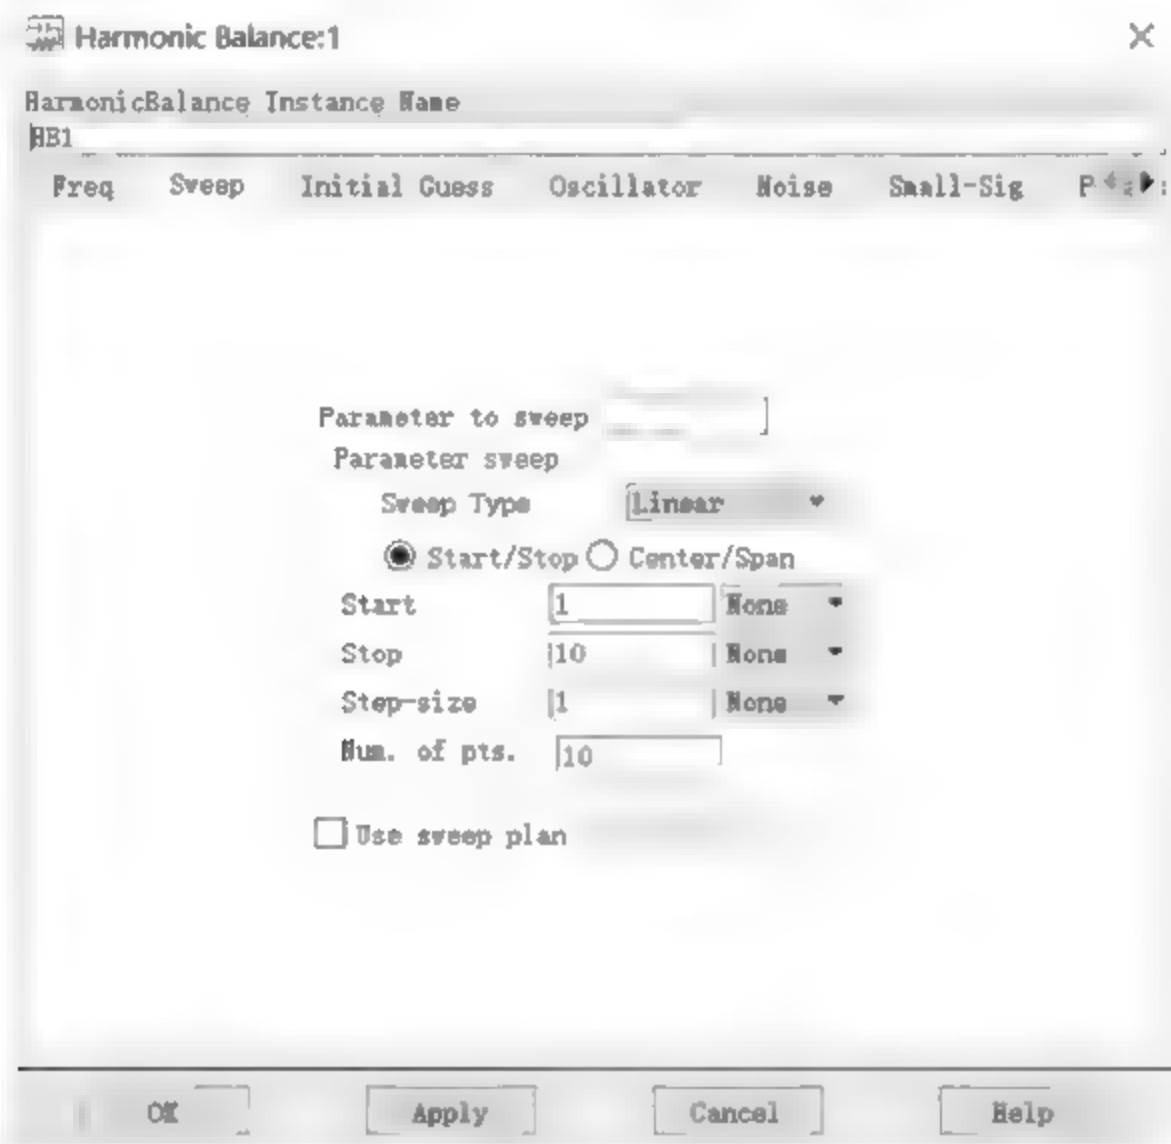 Harmonic Balance:1
HarmonicBalance Instance Name
HB1
Freq Sweep Initial Guess Oscillator Noise Small-Sig
Parameter to sweep
Parameter sweep
Sweep Type Linear
Start/Stop Center/Span
Start 1 None
Stop 10 None
Step-size 1 None
Num. of pts. 10
Use sweep plan
OK Apply Cancel Help